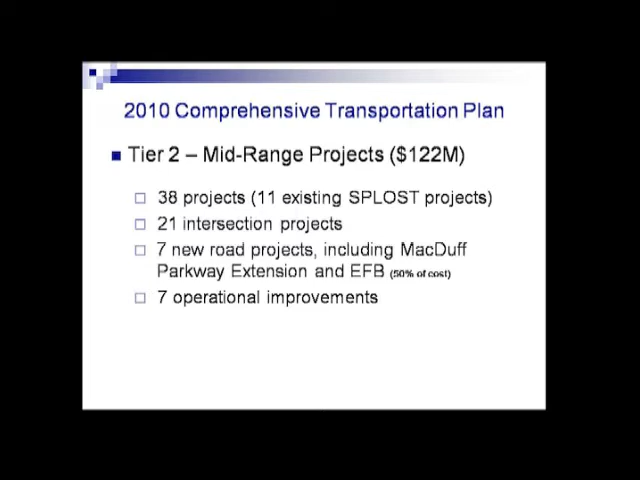 2010 Comprehensive Transportation Plan
Tier 2 – Mid-Range Projects ($122M)
38 projects (11 existing SPLOST projects)
21 intersection projects
7 new road projects, including MacDuff
Parkway Extension and EFB (50% of cost)
7 operational improvements